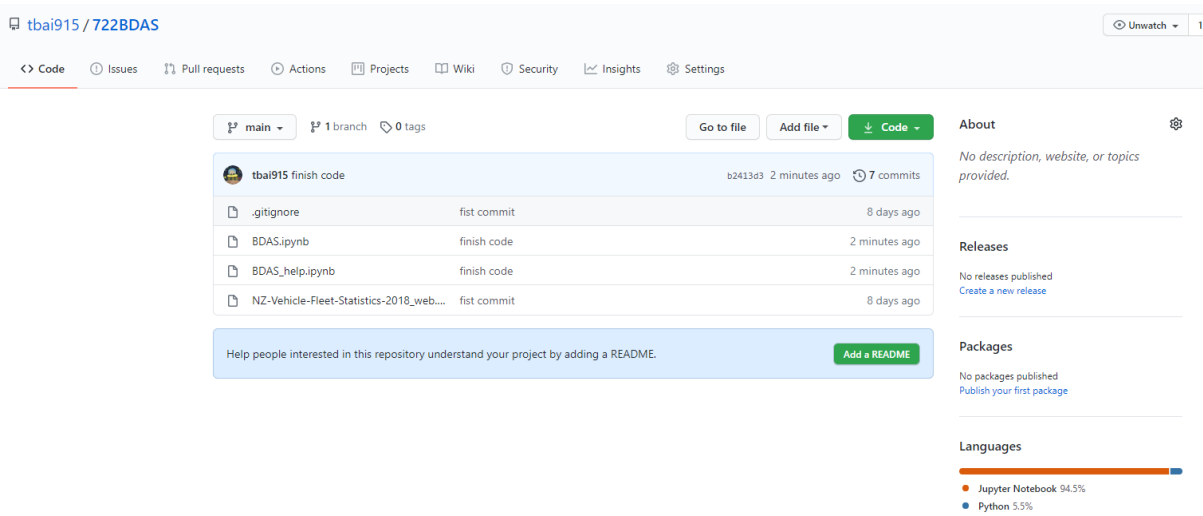 tbai915 / 722BDAS
Unwatch 1
Code Issues Pull requests Actions Projects Wiki Security Insights Settings
main 1 branch 0 tags Go to file Add file Code
tbai915 finish code b2413d3 2 minutes ago 7 commits
.gitignore fist commit 8 days ago
BDAS.ipynb finish code 2 minutes ago
BDAS_help.ipynb finish code 2 minutes ago
NZ-Vehicle-Fleet-Statistics-2018_web.... fist commit 8 days ago
Help people interested in this repository understand your project by adding a README. Add a README
About
No description, website, or topics
provided.
Releases
No releases published
Create a new release
Packages
No packages published
Publish your first package
Languages
Jupyter Notebook 94.5%
Python 5.5%